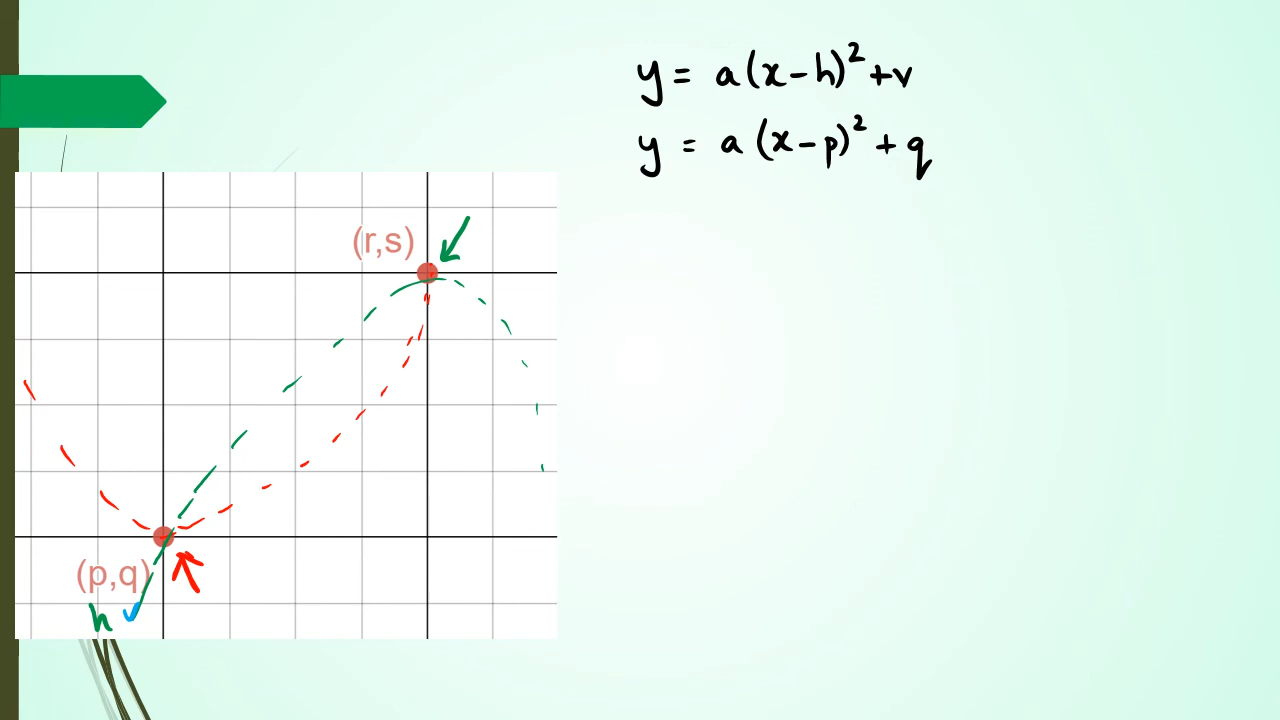 y = a(x-h)²+v
y = a (x-p)² + q
(r,s)
(p,q)
h v